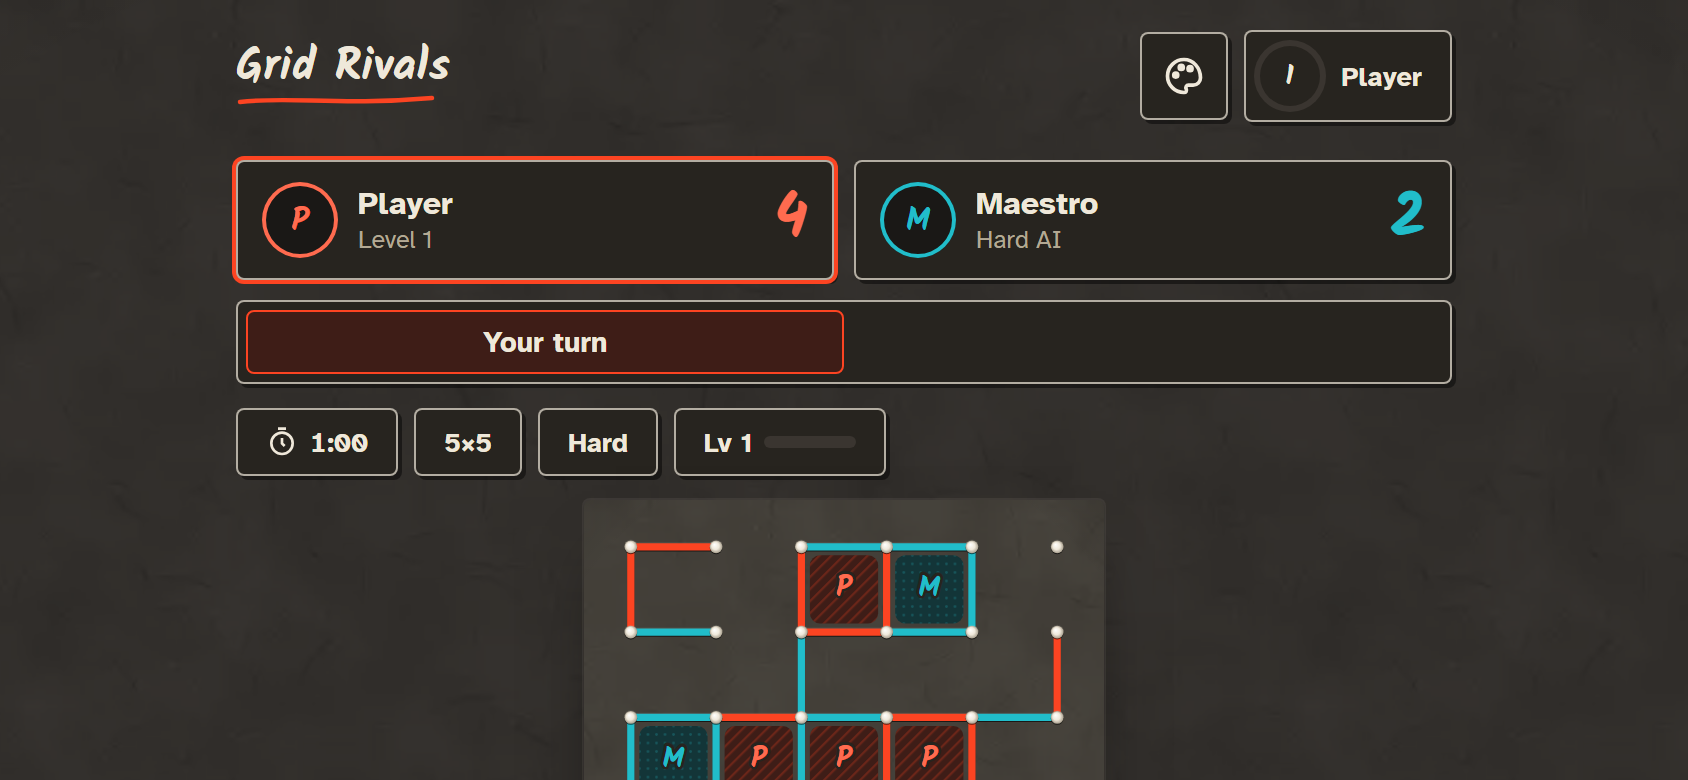 Grid Rivals
1 Player
P Player 4
Level 1
M Maestro 2
Hard AI
Your turn
1:00 5×5 Hard Lv 1
P M
M P P P